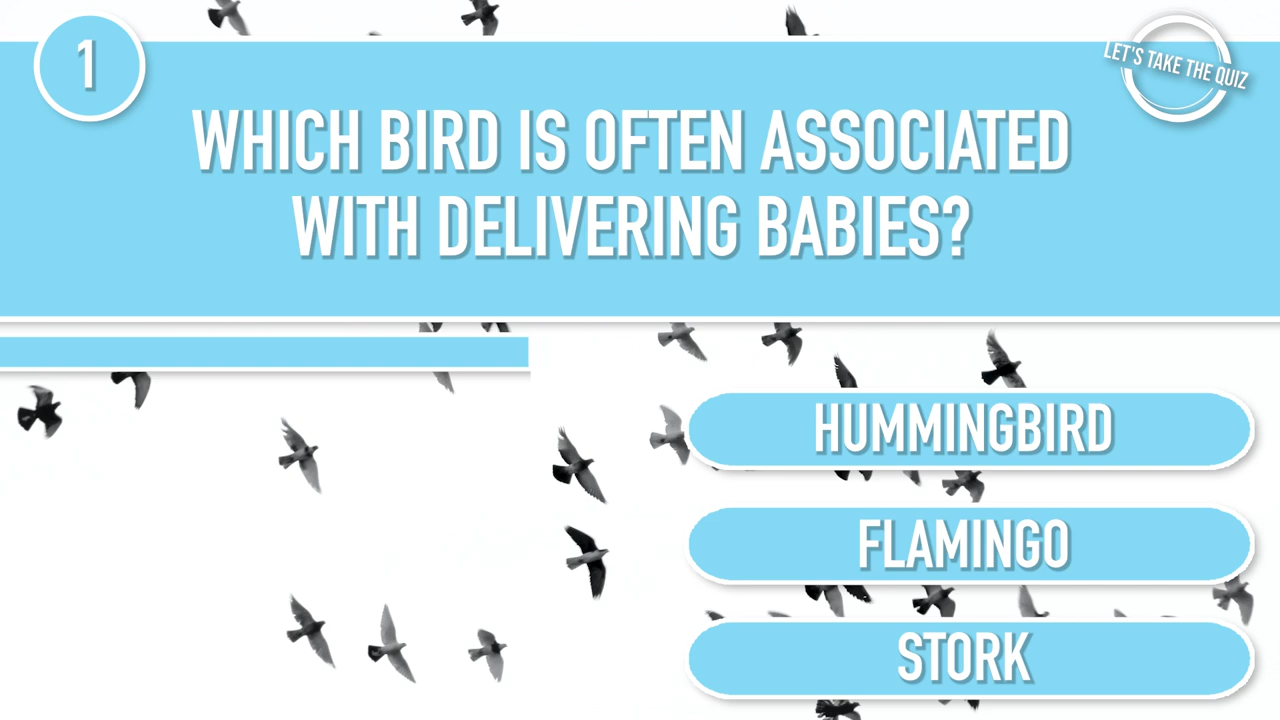 1
LET'S TAKE THE QUIZ
WHICH BIRD IS OFTEN ASSOCIATED
WITH DELIVERING BABIES?
HUMMINGBIRD
FLAMINGO
STORK